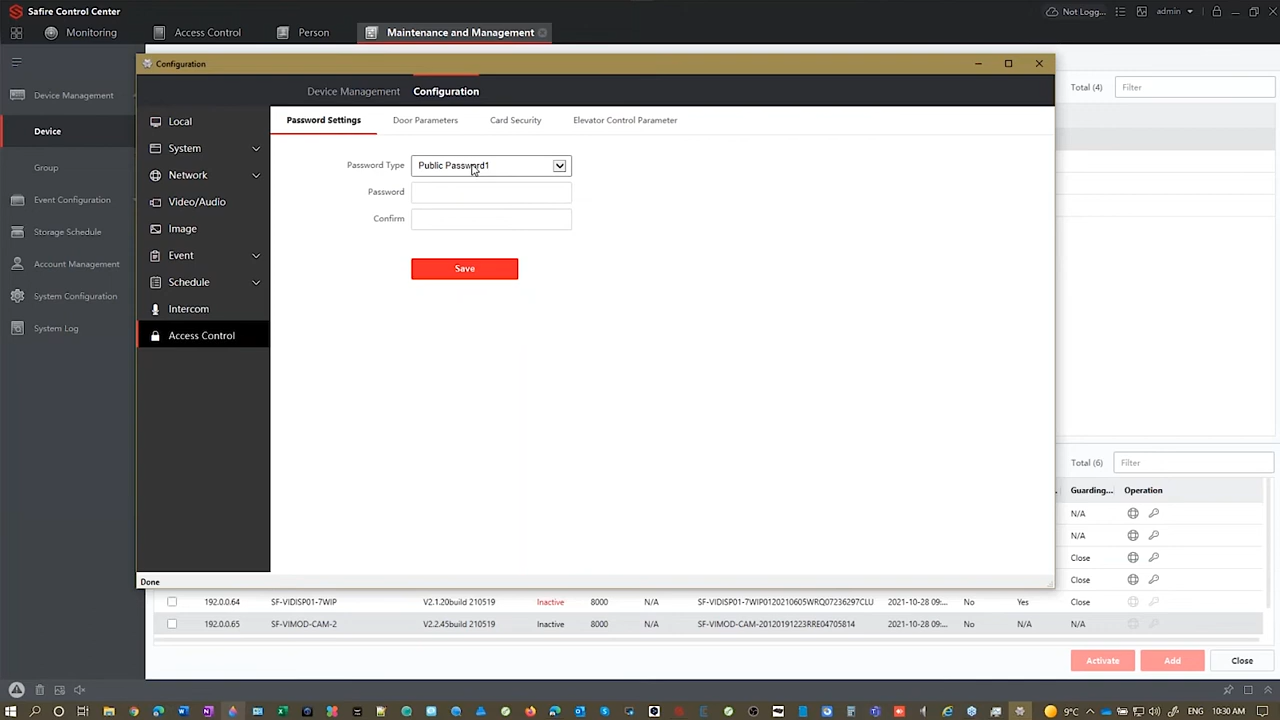 Safire Control Center
Not Logg...
admin
Monitoring
Access Control
Person
Maintenance and Management
Device Management
Device
Group
Event Configuration
Storage Schedule
Account Management
System Configuration
System Log
Total (4)
Filter
Configuration
Device Management
Configuration
Local
System
Network
Video/Audio
Image
Event
Schedule
Intercom
Access Control
Password Settings
Door Parameters
Card Security
Elevator Control Parameter
Password Type
Public Password1
Password
Confirm
Save
Done
Total (6)
Filter
Guarding...
Operation
N/A
N/A
Close
Close
192.0.0.64 SF-VIDISP01-7WIP V2.1.20build 210519 Inactive 8000 N/A SF-VIDISP01-7WIP0120210605WRQ07236297CLU 2021-10-28 09:... No Yes Close
192.0.0.65 SF-VIMOD-CAM-2 V2.2.45build 210519 Inactive 8000 N/A SF-VIMOD-CAM-20120191223RRE04705814 2021-10-28 09:... No N/A N/A
Activate
Add
Close
9°C
10:30 AM